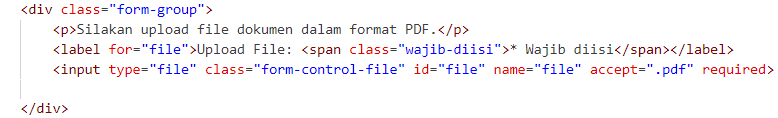 <div class="form-group">
<p>Silakan upload file dokumen dalam format PDF.</p>
<label for="file">Upload File: <span class="wajib-diisi">* Wajib diisi</span></label>
<input type="file" class="form-control-file" id="file" name="file" accept=".pdf" required>
</div>